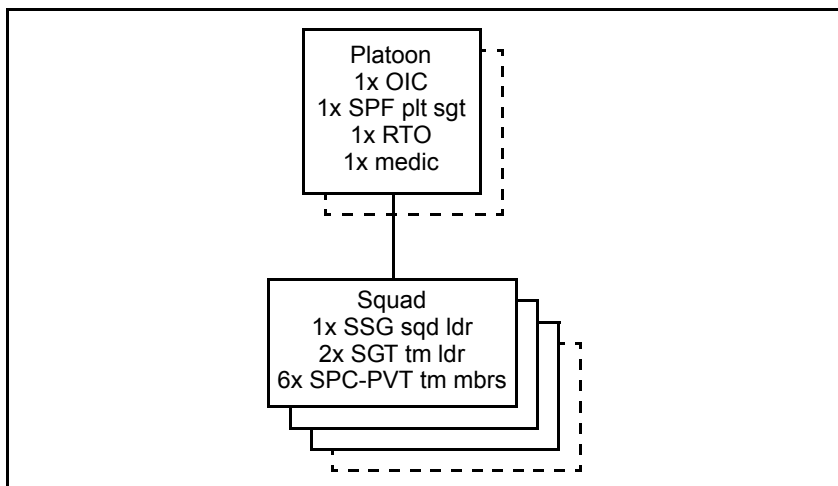 Platoon
1x OIC
1x SPF plt sgt
1x RTO
1x medic
Squad
1x SSG sqd ldr
2x SGT tm ldr
6x SPC-PVT tm mbrs